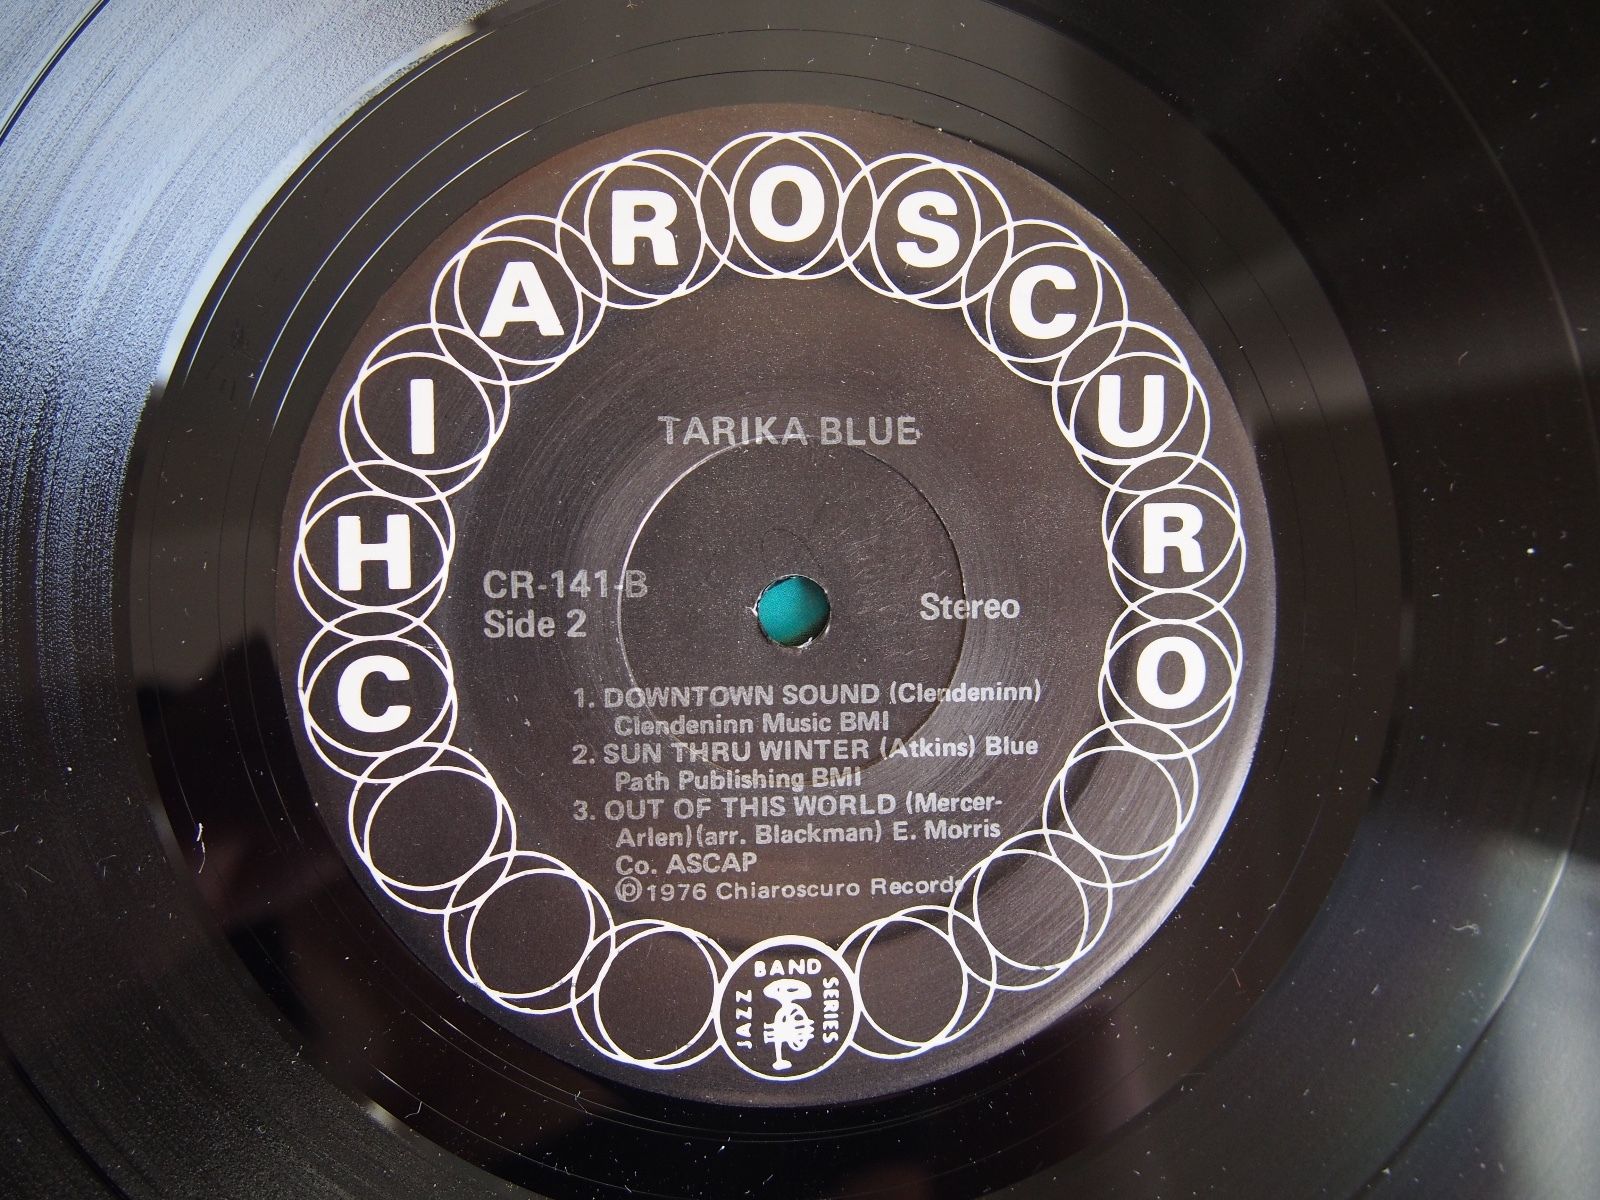 CHIAROSCURO
TARIKA BLUE
CR-141-B
Side 2
Stereo
1. DOWNTOWN SOUND (Clendeninn)
Clendeninn Music BMI
2. SUN THRU WINTER (Atkins) Blue
Path Publishing BMI
3. OUT OF THIS WORLD (Mercer-
Arlen)(arr. Blackman) E. Morris
Co. ASCAP
℗1976 Chiaroscuro Records
JAZZ BAND SERIES